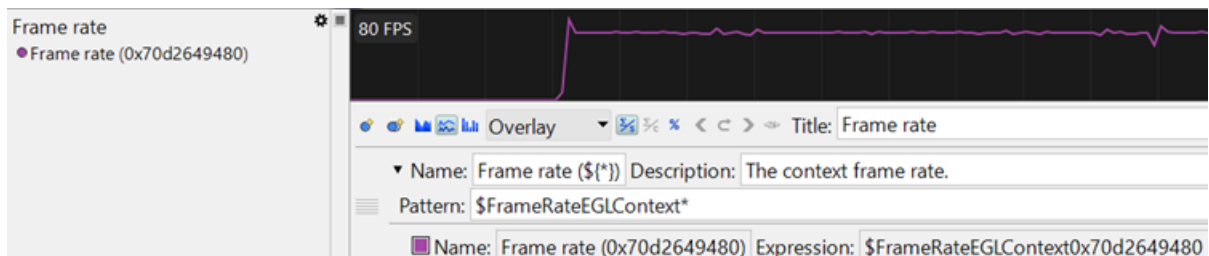 Frame rate
Frame rate (0x70d2649480)
80 FPS
Overlay Title: Frame rate
Name: Frame rate (${*}) Description: The context frame rate.
Pattern: $FrameRateEGLContext*
Name: Frame rate (0x70d2649480) Expression: $FrameRateEGLContext0x70d2649480